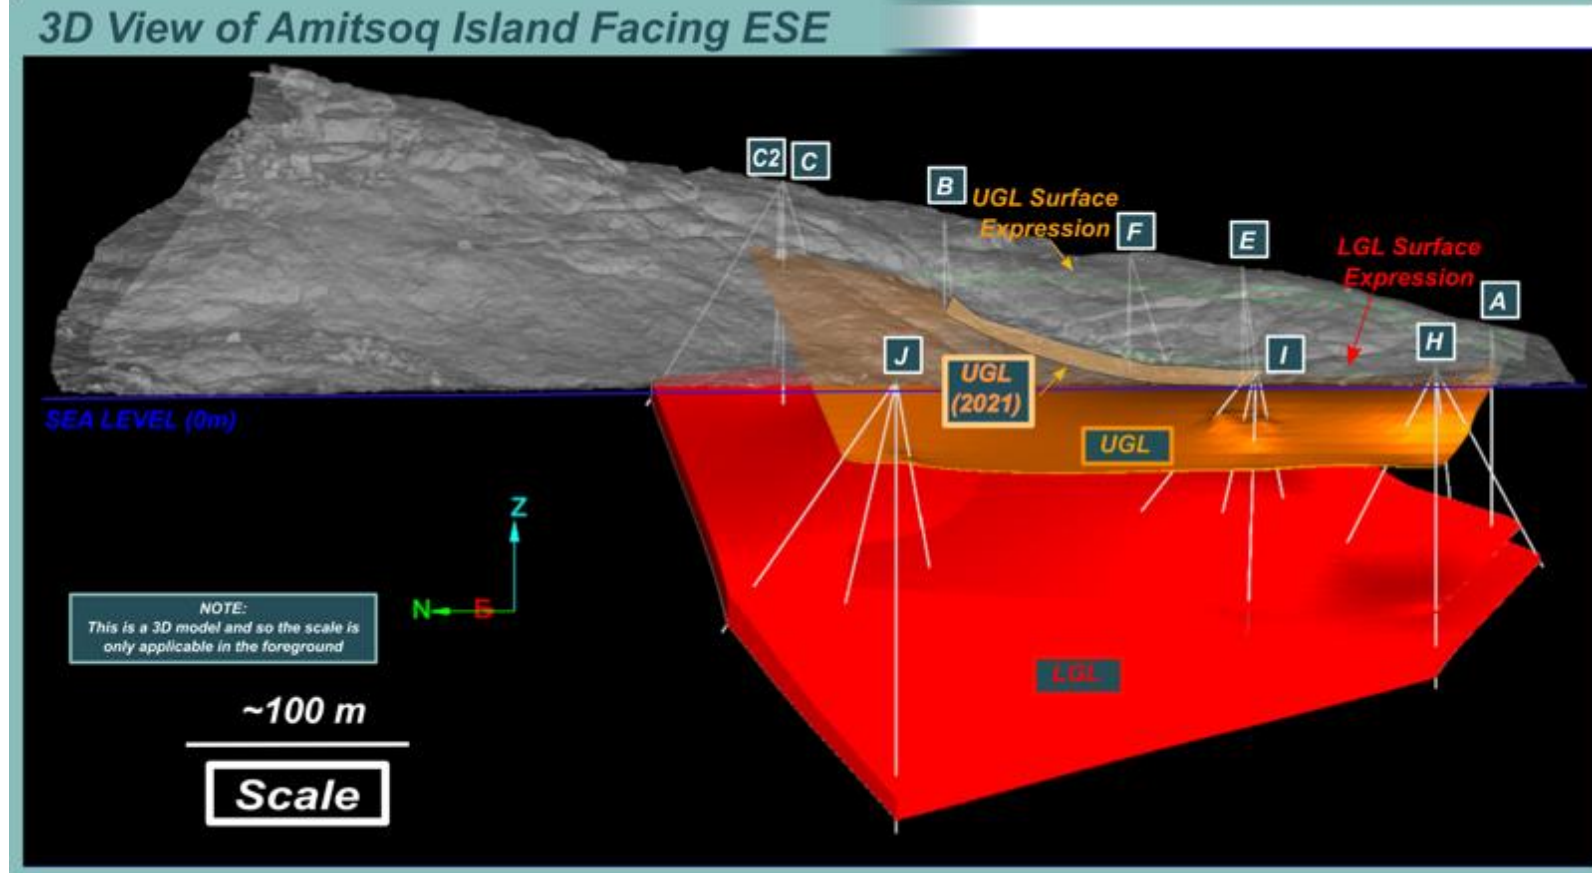 3D View of Amitsoq Island Facing ESE
C2
C
B
UGL Surface
Expression
F
E
LGL Surface
Expression
A
J
I
H
UGL
(2021)
SEA LEVEL (0m)
UGL
Z
N
E
NOTE:
This is a 3D model and so the scale is
only applicable in the foreground
LGL
~100 m
Scale